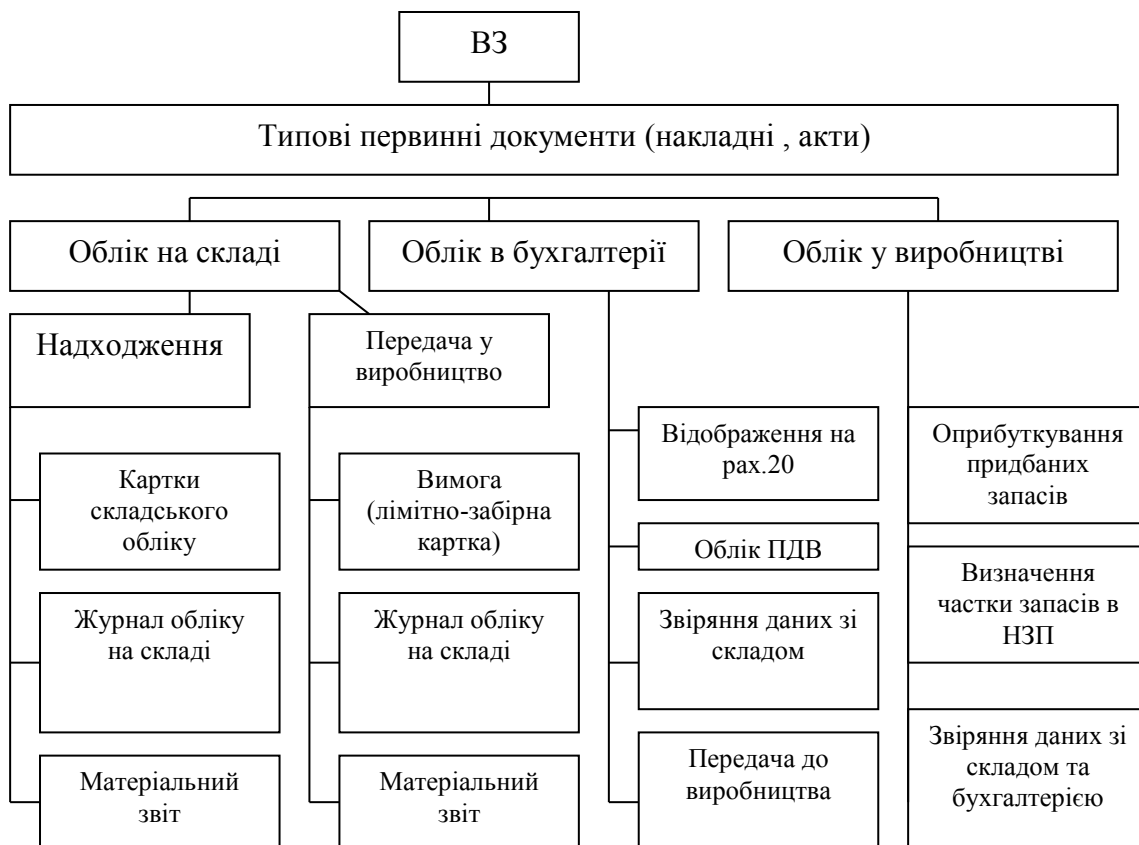 ВЗ
Типові первинні документи (накладні , акти)
Облік на складі
Облік в бухгалтерії
Облік у виробництві
Надходження
Передача у
виробництво
Картки
складського
обліку
Журнал обліку
на складі
Матеріальний
звіт
Вимога
(лімітно-забірна
картка)
Журнал обліку
на складі
Матеріальний
звіт
Відображення на
рах.20
Облік ПДВ
Звіряння даних зі
складом
Передача до
виробництва
Оприбуткування
придбаних
запасів
Визначення
частки запасів в
НЗП
Звіряння даних зі
складом та
бухгалтерією